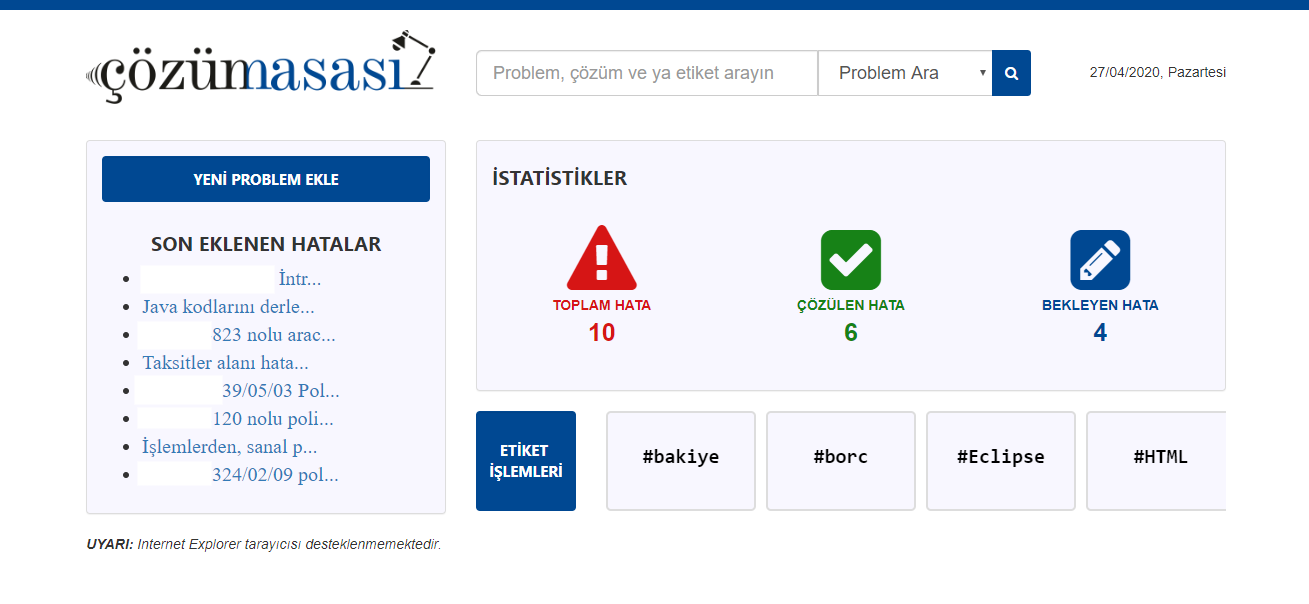 çözümasası
Problem, çözüm ve ya etiket arayın
Problem Ara
27/04/2020, Pazartesi
YENİ PROBLEM EKLE
SON EKLENEN HATALAR
İntr...
Java kodlarını derle...
823 nolu arac...
Taksitler alanı hata...
39/05/03 Pol...
120 nolu poli...
İşlemlerden, sanal p...
324/02/09 pol...
İSTATİSTİKLER
TOPLAM HATA
10
ÇÖZÜLEN HATA
6
BEKLEYEN HATA
4
ETİKET
İŞLEMLERİ
#bakiye
#borc
#Eclipse
#HTML
UYARI: Internet Explorer tarayıcısı desteklenmemektedir.